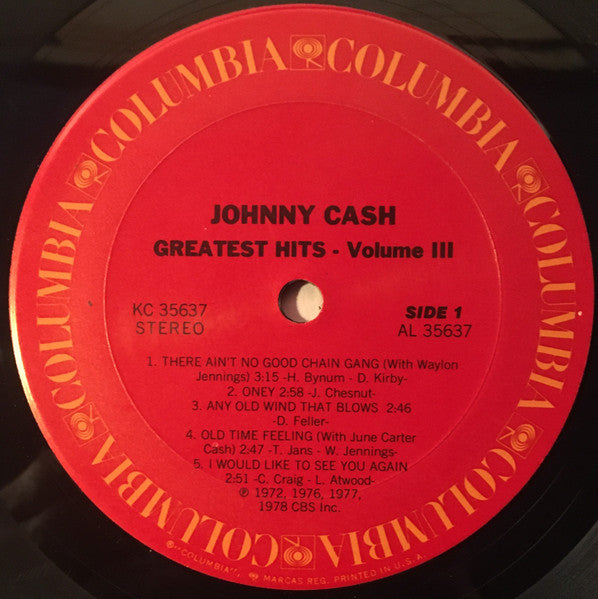 COLUMBIA COLUMBIA COLUMBIA COLUMBIA COLUMBIA COLUMBIA
JOHNNY CASH
GREATEST HITS - Volume III
KC 35637 SIDE 1
STEREO AL 35637
1. THERE AIN'T NO GOOD CHAIN GANG (With Waylon
Jennings) 3:15 -H. Bynum - D. Kirby-
2. ONEY 2:58 -J. Chesnut-
3. ANY OLD WIND THAT BLOWS 2:46
-D. Feller-
4. OLD TIME FEELING (With June Carter
Cash) 2:47 -T. Jans - W. Jennings-
5. I WOULD LIKE TO SEE YOU AGAIN
2:51 -C. Craig - L. Atwood-
℗ 1972, 1976, 1977,
1978 CBS Inc.
®"COLUMBIA", MARCAS REG. PRINTED IN U.S.A.